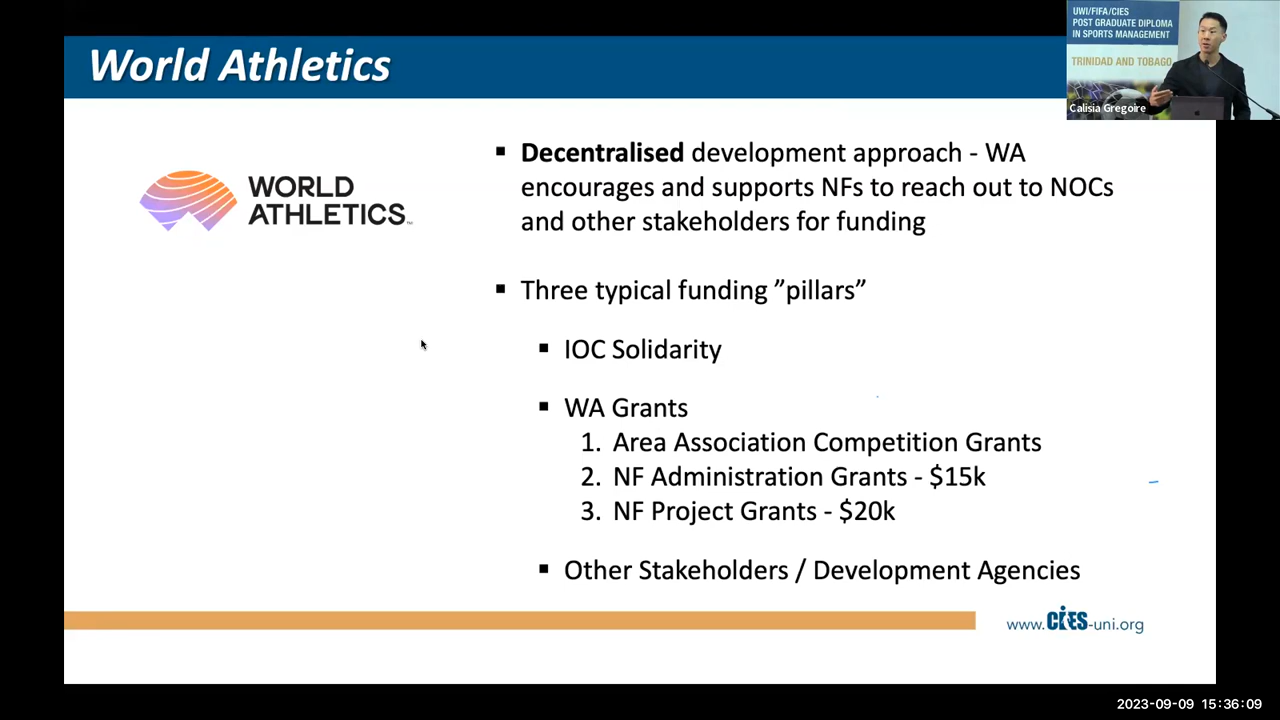 World Athletics
UWI/FIFA/CIES
POST GRADUATE DIPLOMA
IN SPORTS MANAGEMENT
TRINIDAD AND TOBAGO
Calisia Gregoire
WORLD
ATHLETICS™
▪ Decentralised development approach - WA
encourages and supports NFs to reach out to NOCs
and other stakeholders for funding
▪ Three typical funding ”pillars”
▪ IOC Solidarity
▪ WA Grants
1. Area Association Competition Grants
2. NF Administration Grants - $15k
3. NF Project Grants - $20k
▪ Other Stakeholders / Development Agencies
www.CIES-uni.org
2023-09-09 15:36:09